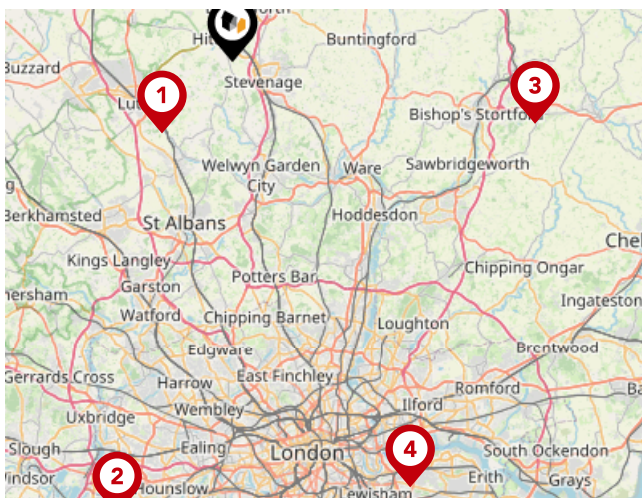 Buntingford
Buzzard
Stevenage
1
3
Bishop's Stortford
Welwyn Garden
City
Ware
Sawbridgeworth
Berkhamsted
St Albans
Hoddesdon
Kings Langley
Potters Bar
Chipping Ongar
Garston
Watford
Chipping Barnet
Loughton
Ingateston
Edgware
Brentwood
Gerrards Cross
Harrow
East Finchley
Romford
Wembley
Ilford
Uxbridge
Slough
Ealing
London
4
South Ockendon
2
Hounslow
Lewisham
Erith
Grays